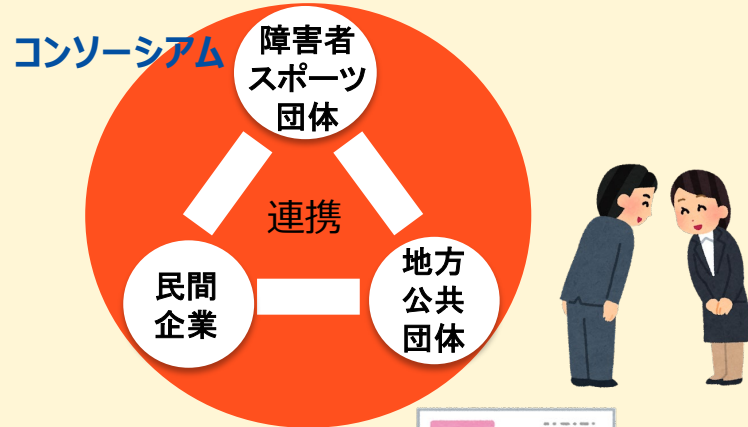 コンソーシアム
障害者
スポーツ
団体
連携
民間
企業
地方
公共
団体